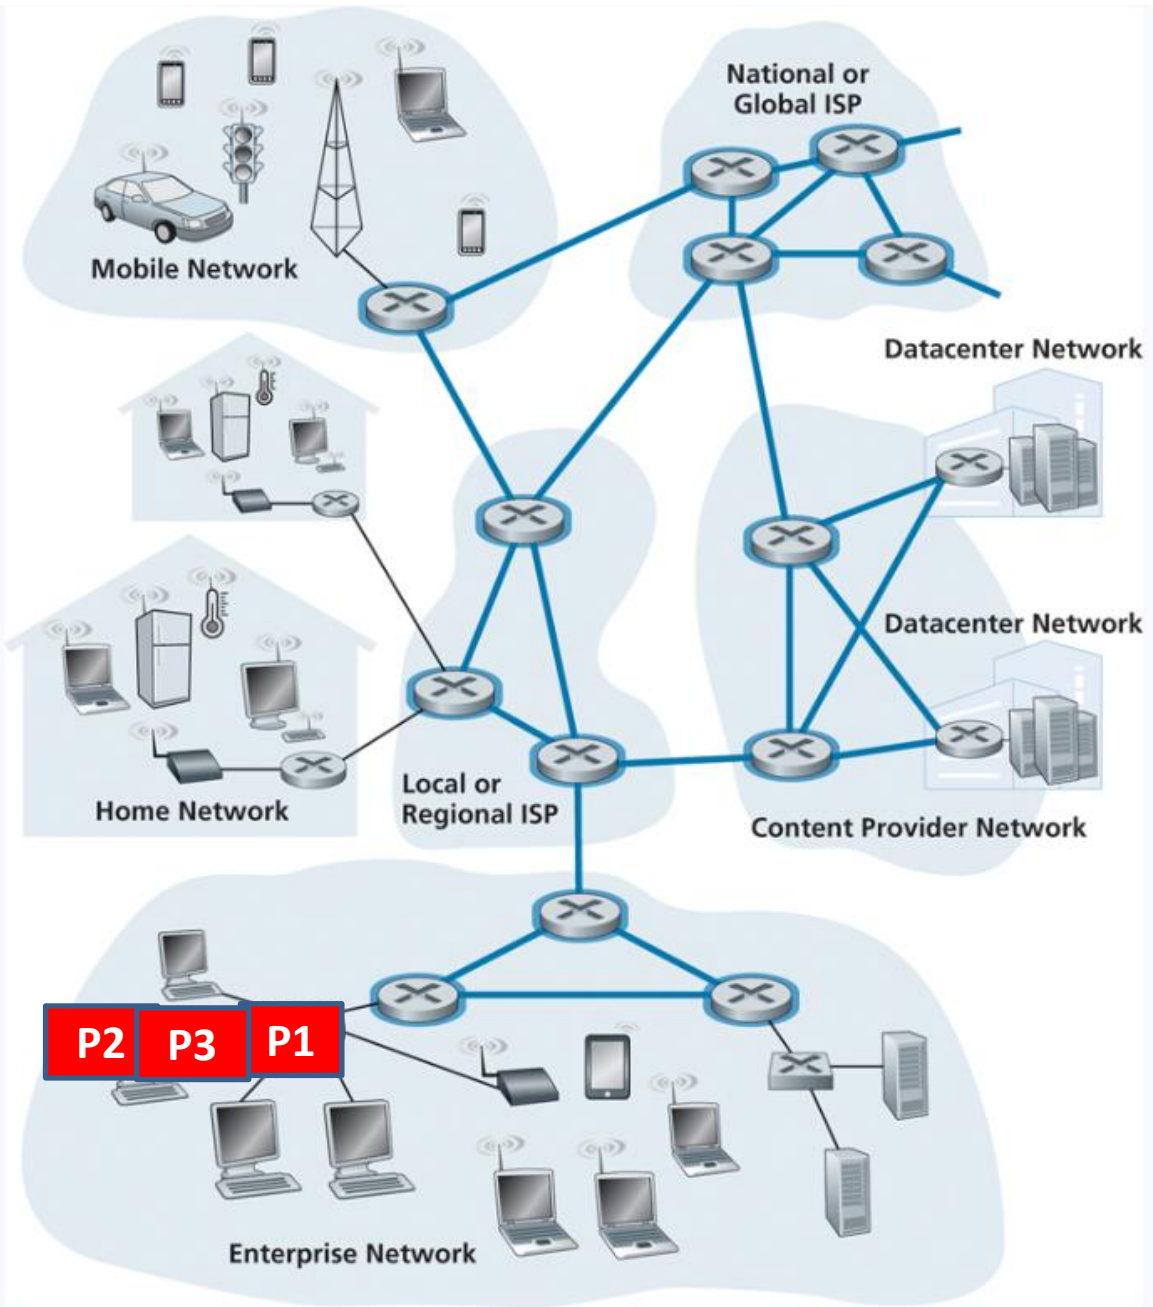 National or
Global ISP
Mobile Network
Datacenter Network
Datacenter Network
Home Network
Local or
Regional ISP
Content Provider Network
P2
P3
P1
Enterprise Network